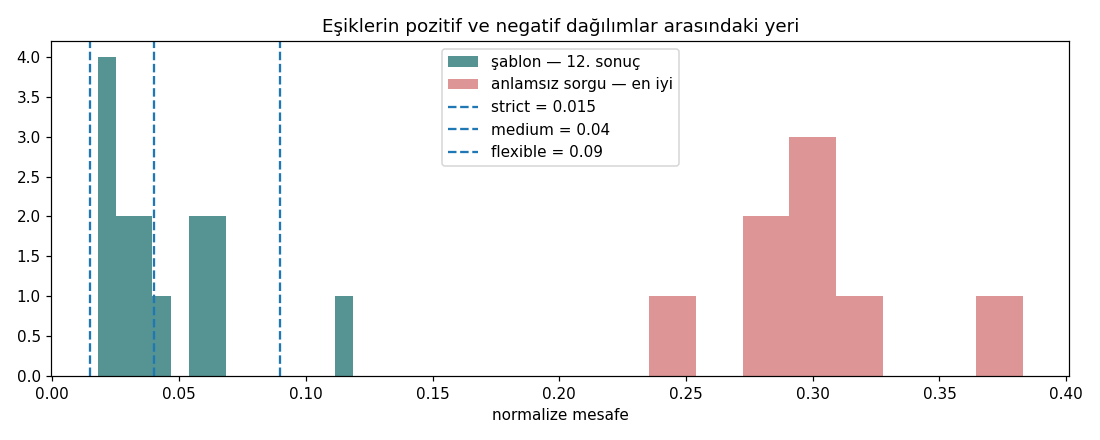 Eşiklerin pozitif ve negatif dağılımlar arasındaki yeri
4.0
3.5
3.0
2.5
2.0
1.5
1.0
0.5
0.0
şablon — 12. sonuç
anlamsız sorgu — en iyi
strict = 0.015
medium = 0.04
flexible = 0.09
0.00 0.05 0.10 0.15 0.20 0.25 0.30 0.35 0.40
normalize mesafe